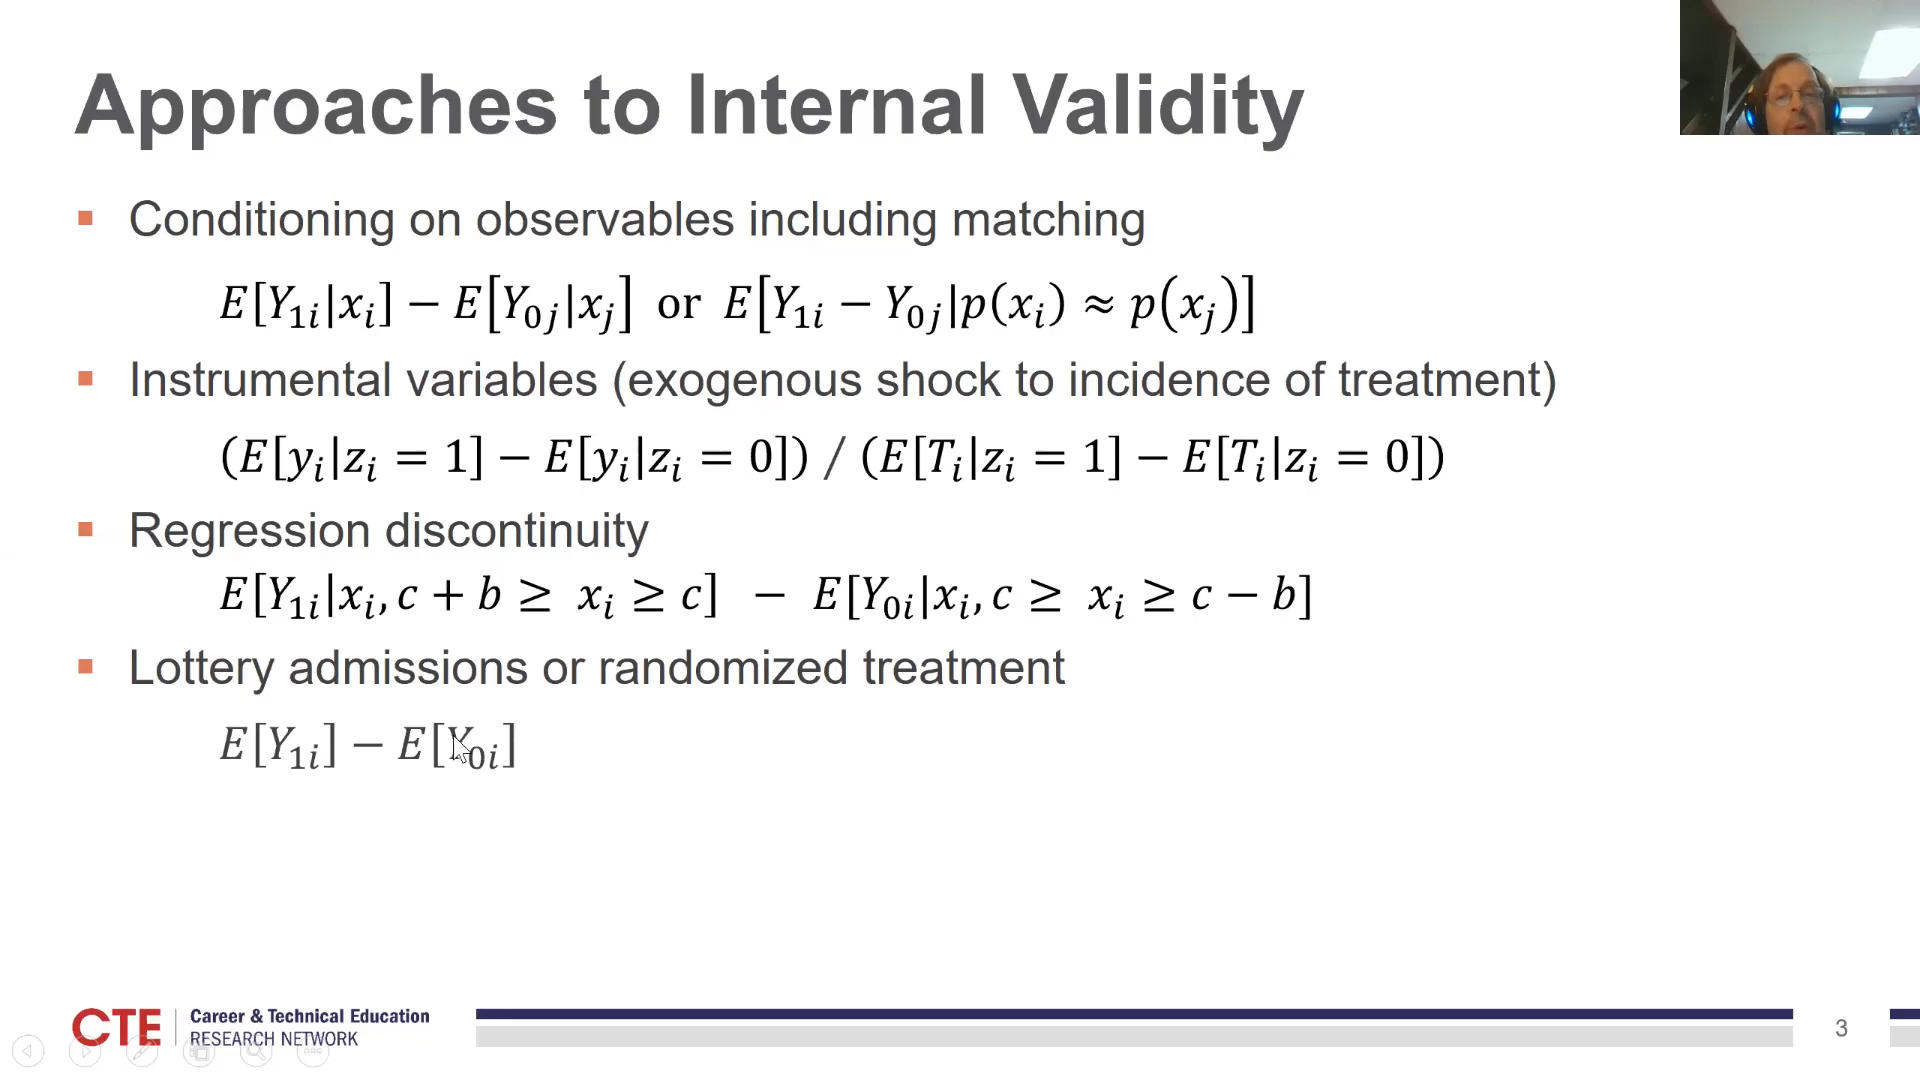 Approaches to Internal Validity
▪ Conditioning on observables including matching
E[Y₁ᵢ|xᵢ] − E[Y₀ⱼ|xⱼ] or E[Y₁ᵢ − Y₀ⱼ|p(xᵢ) ≈ p(xⱼ)]
▪ Instrumental variables (exogenous shock to incidence of treatment)
(E[yᵢ|zᵢ = 1] − E[yᵢ|zᵢ = 0]) / (E[Tᵢ|zᵢ = 1] − E[Tᵢ|zᵢ = 0])
▪ Regression discontinuity
E[Y₁ᵢ|xᵢ, c + b ≥ xᵢ ≥ c] − E[Y₀ᵢ|xᵢ, c ≥ xᵢ ≥ c − b]
▪ Lottery admissions or randomized treatment
E[Y₁ᵢ] − E[Y₀ᵢ]
CTE | Career & Technical Education
RESEARCH NETWORK
3